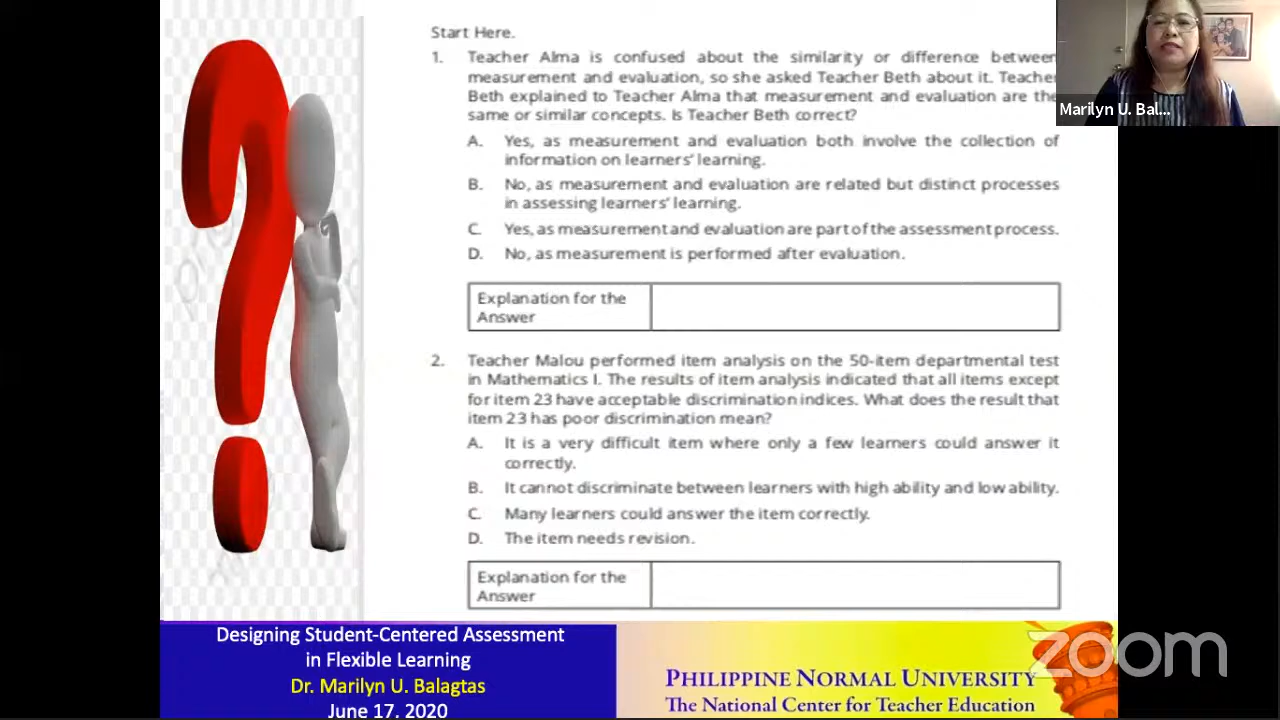 Start Here.
1. Teacher Alma is confused about the similarity or difference between
measurement and evaluation, so she asked Teacher Beth about it. Teacher
Beth explained to Teacher Alma that measurement and evaluation are the
same or similar concepts. Is Teacher Beth correct?
A. Yes, as measurement and evaluation both involve the collection of
information on learners' learning.
B. No, as measurement and evaluation are related but distinct processes
in assessing learners' learning.
C. Yes, as measurement and evaluation are part of the assessment process.
D. No, as measurement is performed after evaluation.
Explanation for the
Answer
2. Teacher Malou performed item analysis on the 50-item departmental test
in Mathematics I. The results of item analysis indicated that all items except
for item 23 have acceptable discrimination indices. What does the result that
item 23 has poor discrimination mean?
A. It is a very difficult item where only a few learners could answer it
correctly.
B. It cannot discriminate between learners with high ability and low ability.
C. Many learners could answer the item correctly.
D. The item needs revision.
Explanation for the
Answer
Marilyn U. Bal...
Designing Student-Centered Assessment
in Flexible Learning
Dr. Marilyn U. Balagtas
June 17, 2020
PHILIPPINE NORMAL UNIVERSITY
The National Center for Teacher Education
zoom